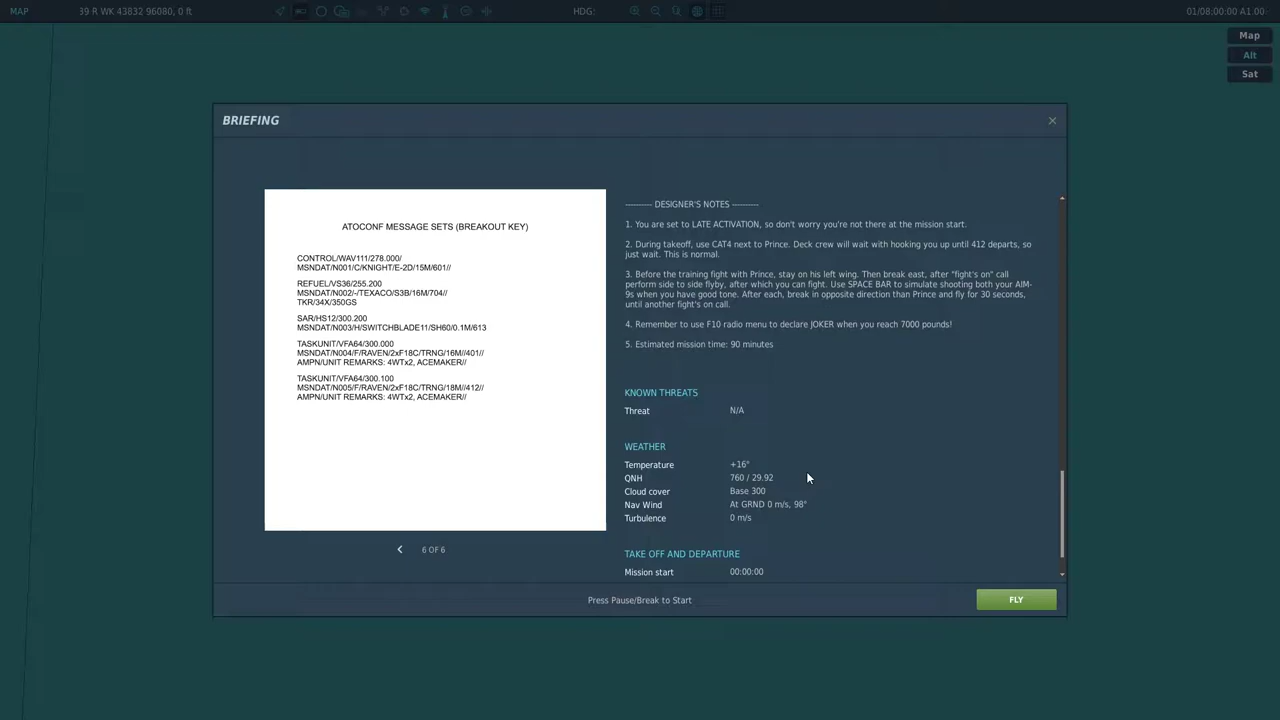 MAP
39 R WK 43832 96080, 0 ft
HDG:
01/08,00:00 A1.00
Map
Alt
Sat
BRIEFING
ATOCONF MESSAGE SETS (BREAKOUT KEY)
CONTROL/WAV111/278.000/
MSNDAT/N001/C/KNIGHT/E-2D/15M/601//
REFUEL/VS36/255.200
MSNDAT/N002/-/TEXACO/S3B/16M/704//
TKR/34X/350GS
SAR/HS12/300.200
MSNDAT/N003/H/SWITCHBLADE11/SH60/0.1M/613
TASKUNIT/VFA64/300.000
MSNDAT/N004/F/RAVEN/2xF18C/TRNG/16M//401//
AMPN/UNIT REMARKS: 4WTx2, ACEMAKER//
TASKUNIT/VFA64/300.100
MSNDAT/N005/F/RAVEN/2xF18C/TRNG/18M//412//
AMPN/UNIT REMARKS: 4WTx2, ACEMAKER//
6 OF 6
---------- DESIGNER'S NOTES ----------
1. You are set to LATE ACTIVATION, so don't worry you're not there at the mission start.
2. During takeoff, use CAT4 next to Prince. Deck crew will wait with hooking you up until 412 departs, so
just wait. This is normal.
3. Before the training fight with Prince, stay on his left wing. Then break east, after "fight's on" call
perform side to side flyby, after which you can fight. Use SPACE BAR to simulate shooting both your AIM-
9s when you have good tone. After each, break in opposite direction than Prince and fly for 30 seconds,
until another fight's on call.
4. Remember to use F10 radio menu to declare JOKER when you reach 7000 pounds!
5. Estimated mission time: 90 minutes
KNOWN THREATS
Threat N/A
WEATHER
Temperature +16°
QNH 760 / 29.92
Cloud cover Base 300
Nav Wind At GRND 0 m/s, 98°
Turbulence 0 m/s
TAKE OFF AND DEPARTURE
Mission start 00:00:00
Press Pause/Break to Start
FLY